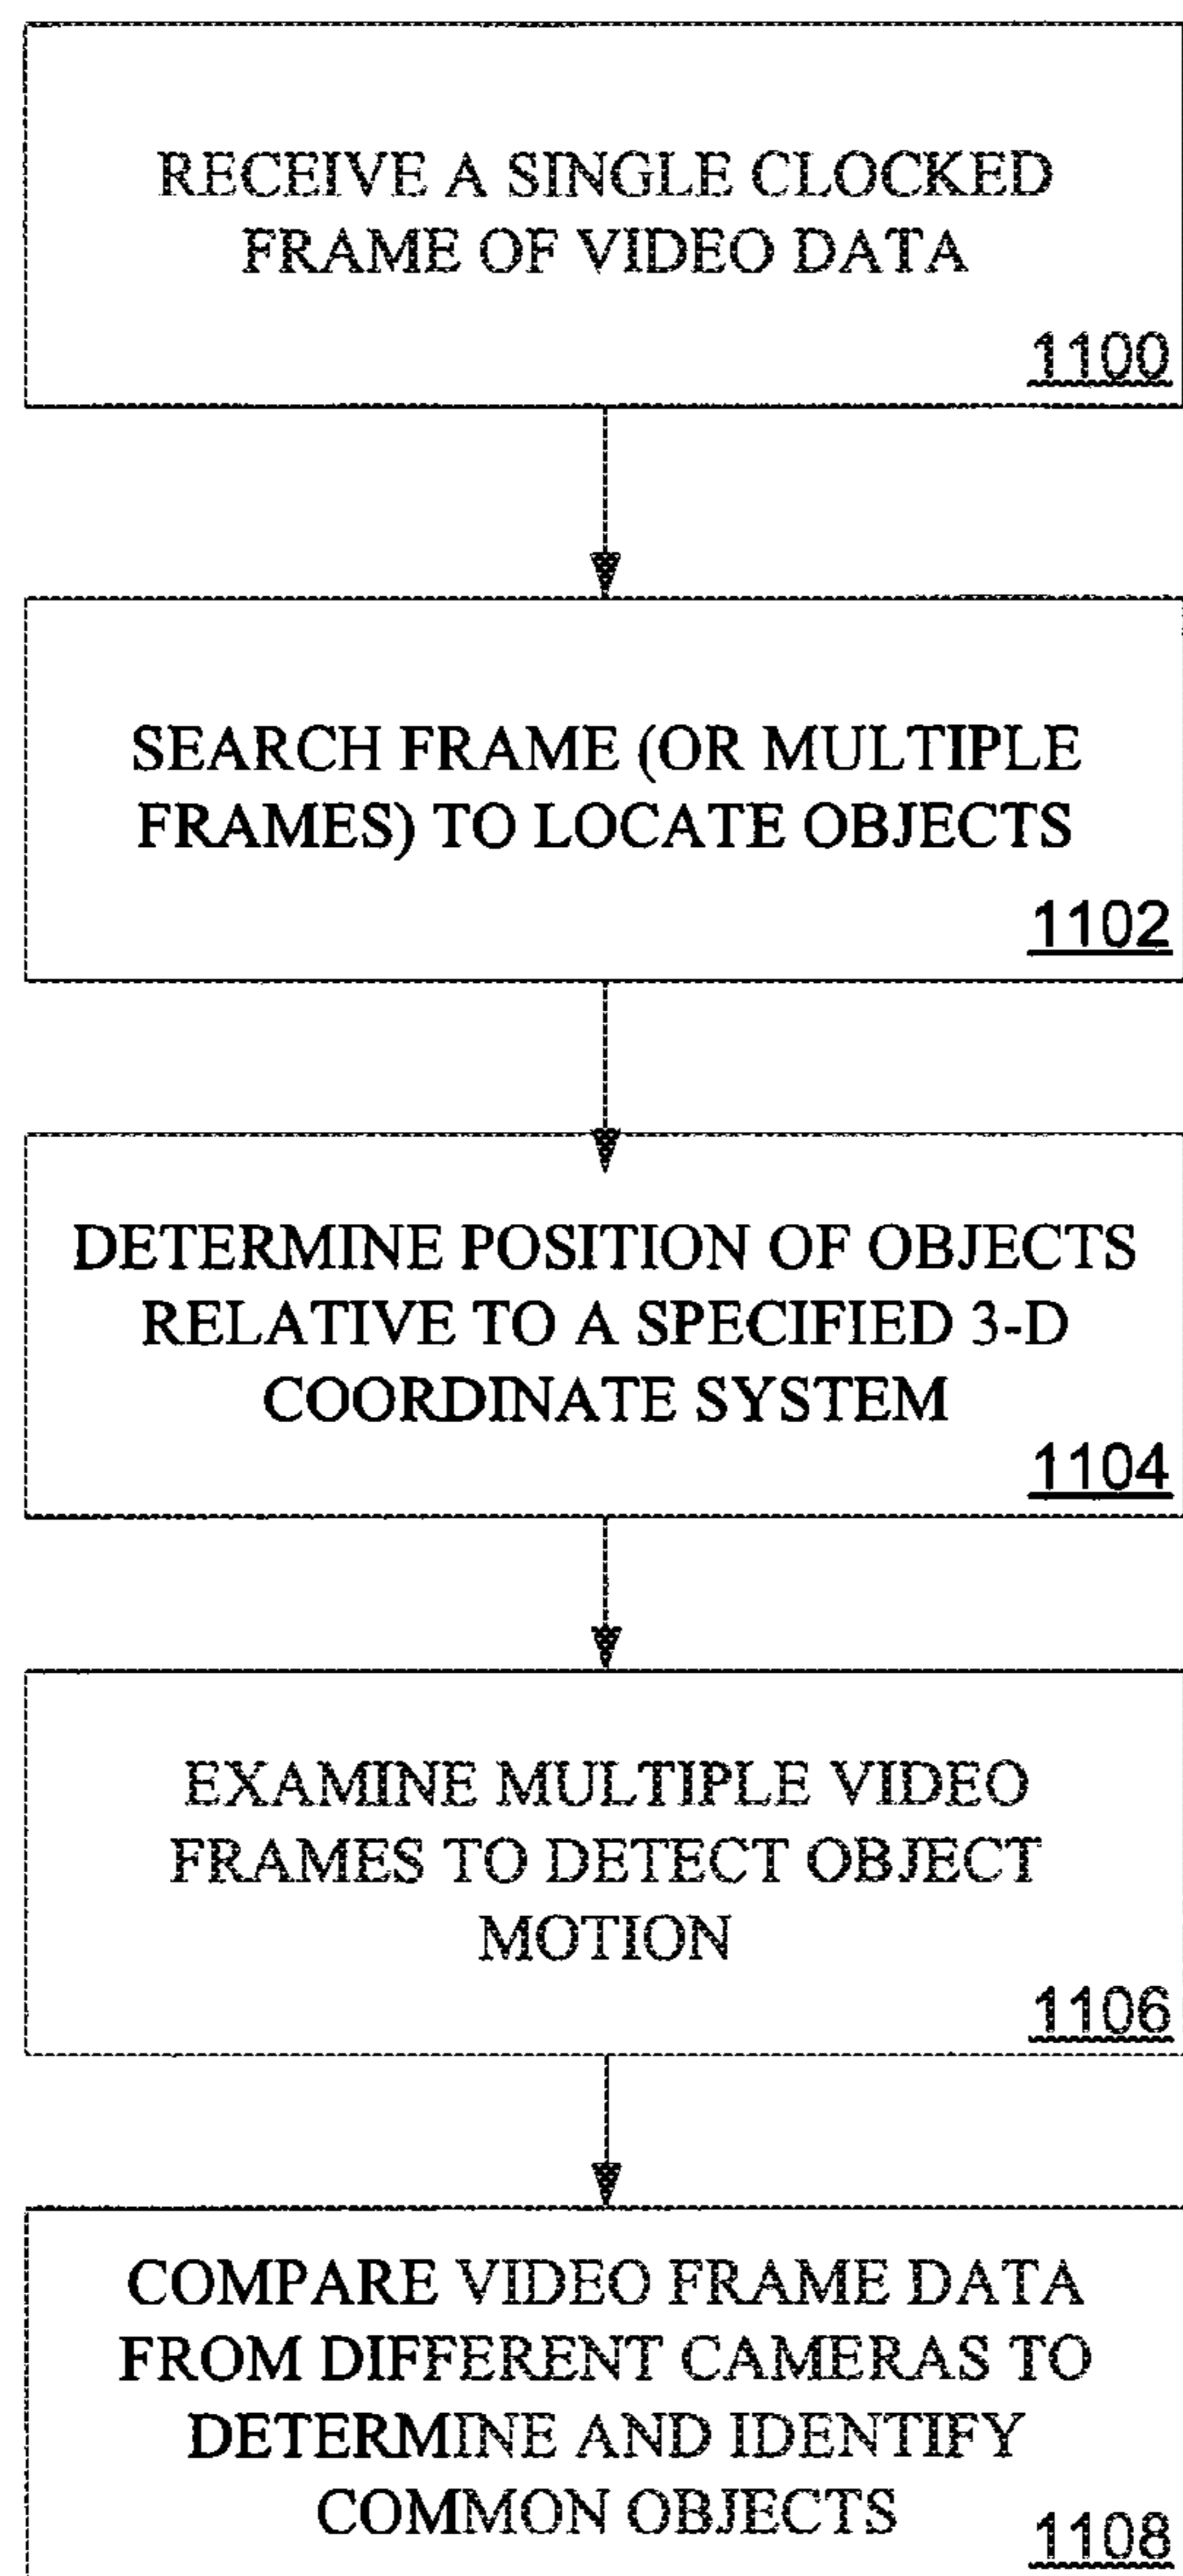 RECEIVE A SINGLE CLOCKED
FRAME OF VIDEO DATA
1100
SEARCH FRAME (OR MULTIPLE
FRAMES) TO LOCATE OBJECTS
1102
DETERMINE POSITION OF OBJECTS
RELATIVE TO A SPECIFIED 3-D
COORDINATE SYSTEM
1104
EXAMINE MULTIPLE VIDEO
FRAMES TO DETECT OBJECT
MOTION
1106
COMPARE VIDEO FRAME DATA
FROM DIFFERENT CAMERAS TO
DETERMINE AND IDENTIFY
COMMON OBJECTS
1108